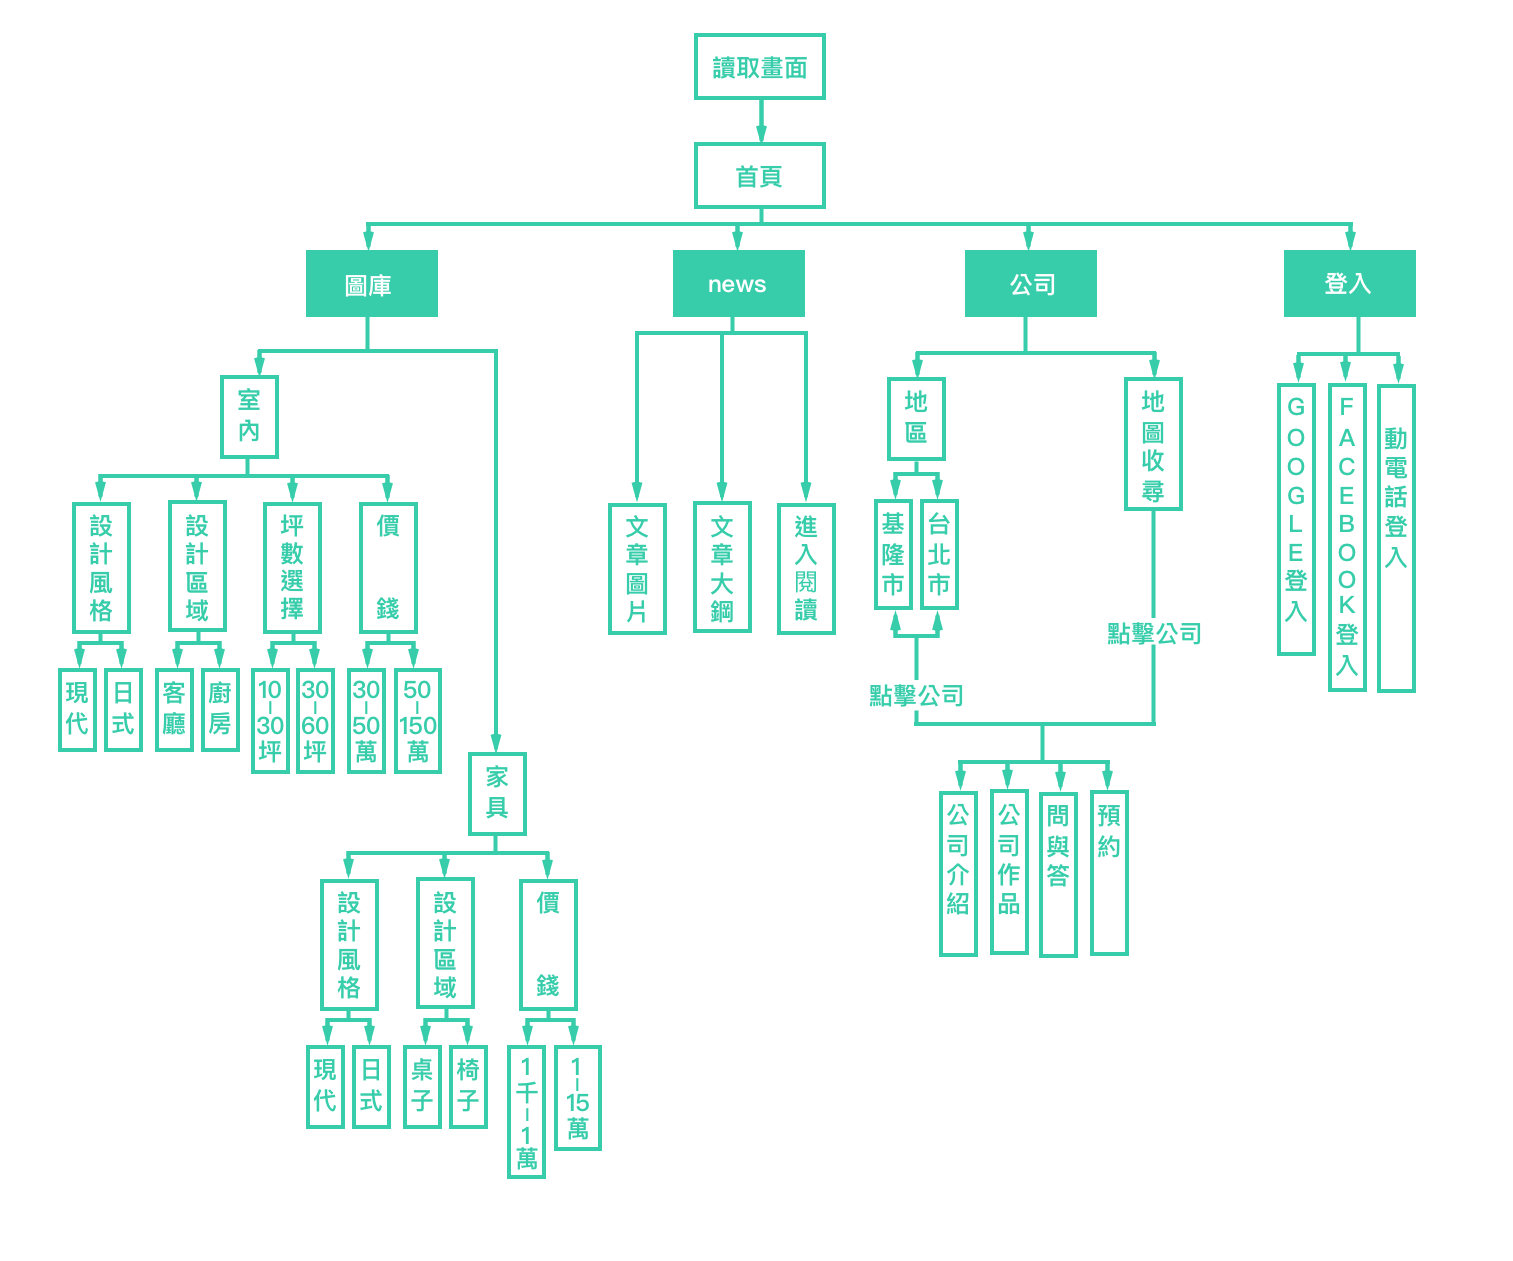 讀取畫面
首頁
圖庫
news
公司
登入
室內
設計風格
現代
日式
設計區域
客廳
廚房
坪數選擇
10-30坪
30-60坪
價錢
30-50萬
50-150萬
家具
設計風格
現代
日式
設計區域
桌子
椅子
價錢
1千-1萬
1-15萬
文章圖片
文章大鋼
進入閱讀
地區
基隆市
台北市
點擊公司
地圖收尋
點擊公司
公司介紹
公司作品
問與答
預約
GOOGLE登入
FACEBOOK登入
動電話登入